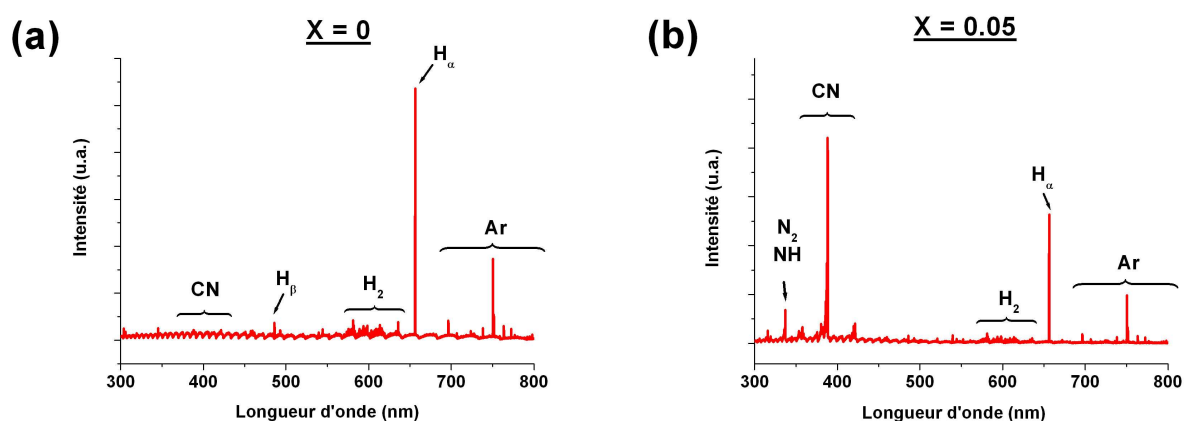 (a)
X = 0
Hα
Ar
H2
Hβ
CN
Intensité (u.a.)
300 400 500 600 700 800
Longueur d'onde (nm)
(b)
X = 0.05
CN
Hα
N2
NH
Ar
H2
Intensité (u.a.)
300 400 500 600 700 800
Longueur d'onde (nm)